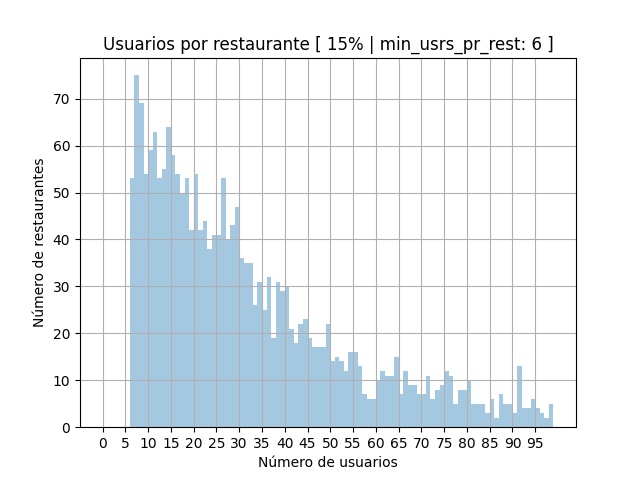 Usuarios por restaurante [ 15% | min_usrs_pr_rest: 6 ]
Número de restaurantes
70
60
50
40
30
20
10
0
0 5 10 15 20 25 30 35 40 45 50 55 60 65 70 75 80 85 90 95
Número de usuarios